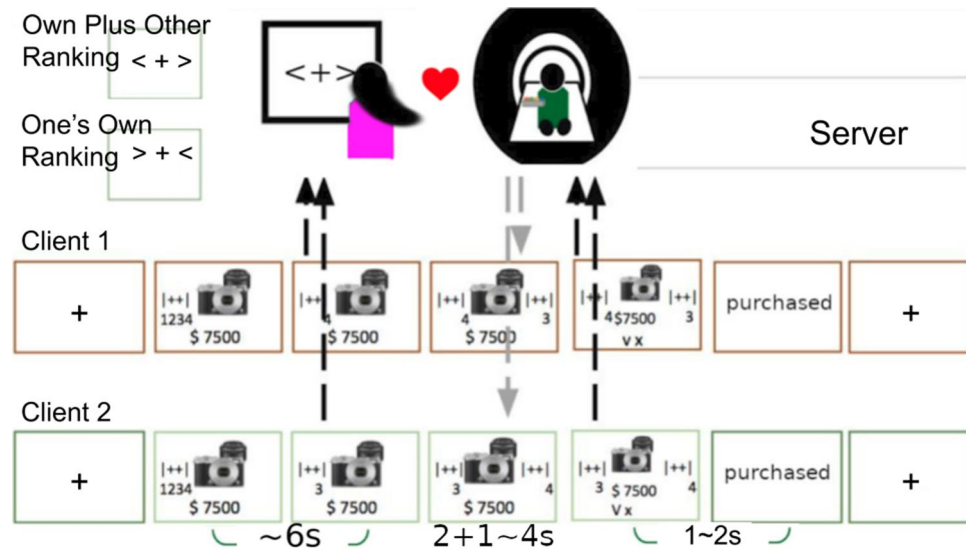 Own Plus Other
Ranking < + >
< + >
One's Own
Ranking > + <
Server
Client 1
+
|++|
1234
$ 7500
|++|
4
$ 7500
|++| |++|
4 3
$ 7500
|++| |++|
4 $7500 3
V x
purchased
+
Client 2
+
|++|
1234
$ 7500
|++|
3
$ 7500
|++| |++|
3 4
$ 7500
|++| |++|
3 $ 7500 4
V x
purchased
+
~6s
2+1~4s
1~2s